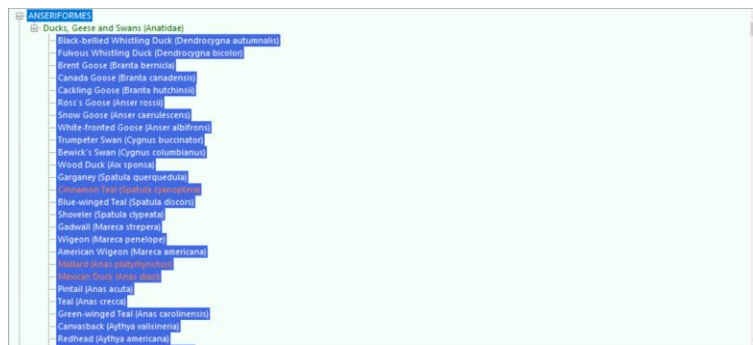 ANSERIFORMES
Ducks, Geese and Swans (Anatidae)
Black-bellied Whistling Duck (Dendrocygna autumnalis)
Fulvous Whistling Duck (Dendrocygna bicolor)
Brent Goose (Branta bernicla)
Canada Goose (Branta canadensis)
Cackling Goose (Branta hutchinsii)
Ross's Goose (Anser rossii)
Snow Goose (Anser caerulescens)
White-fronted Goose (Anser albifrons)
Trumpeter Swan (Cygnus buccinator)
Bewick's Swan (Cygnus columbianus)
Wood Duck (Aix sponsa)
Garganey (Spatula querquedula)
Cinnamon Teal (Spatula cyanoptera)
Blue-winged Teal (Spatula discors)
Shoveler (Spatula clypeata)
Gadwall (Mareca strepera)
Wigeon (Mareca penelope)
American Wigeon (Mareca americana)
Mallard (Anas platyrhynchos)
Mexican Duck (Anas diazi)
Pintail (Anas acuta)
Teal (Anas crecca)
Green-winged Teal (Anas carolinensis)
Canvasback (Aythya valisineria)
Redhead (Aythya americana)